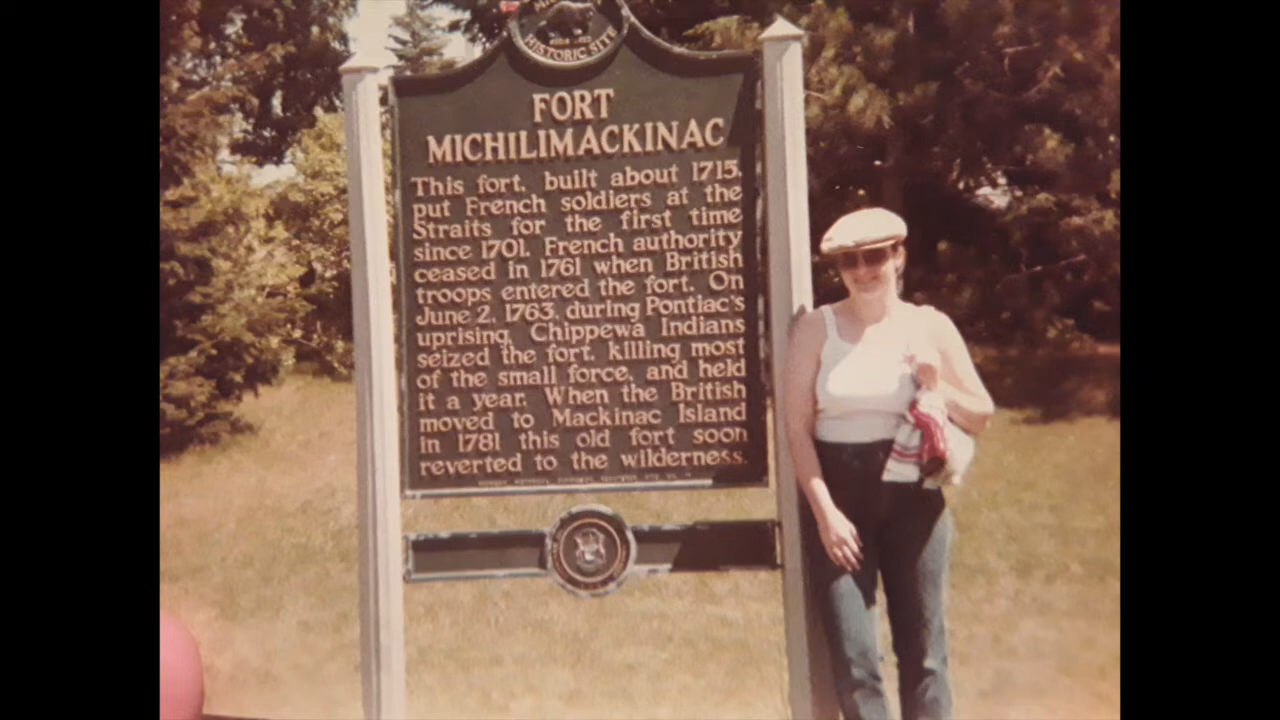 HISTORIC SITE
FORT
MICHILIMACKINAC
This fort, built about 1715,
put French soldiers at the
Straits for the first time
since 1701. French authority
ceased in 1761 when British
troops entered the fort. On
June 2, 1763, during Pontiac's
uprising, Chippewa Indians
seized the fort, killing most
of the small force, and held
it a year. When the British
moved to Mackinac Island
in 1781 this old fort soon
reverted to the wilderness.